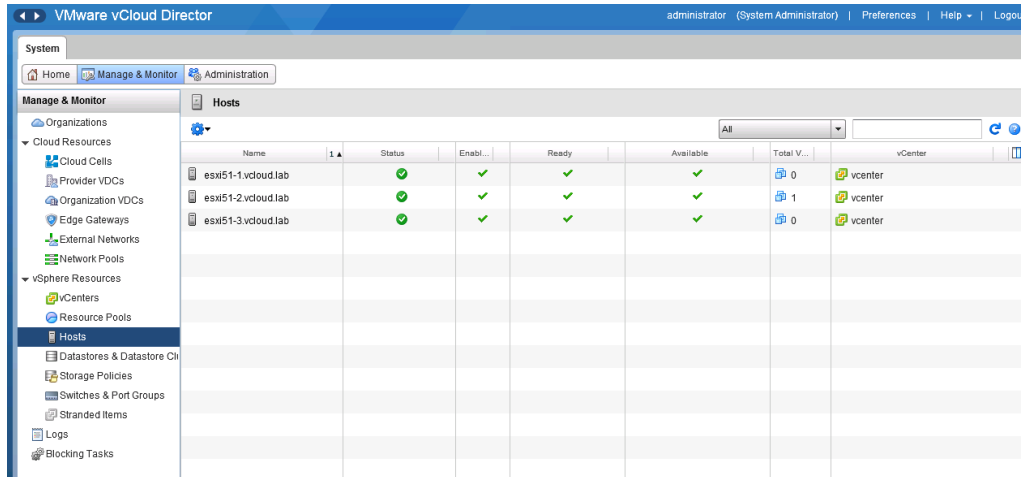 VMware vCloud Director
administrator (System Administrator) | Preferences | Help | Logou
System
Home Manage & Monitor Administration
Manage & Monitor
Organizations
Cloud Resources
Cloud Cells
Provider VDCs
Organization VDCs
Edge Gateways
External Networks
Network Pools
vSphere Resources
vCenters
Resource Pools
Hosts
Datastores & Datastore Cl
Storage Policies
Switches & Port Groups
Stranded Items
Logs
Blocking Tasks
Hosts
All
Name 1 Status Enabl... Ready Available Total V... vCenter
esxi51-1.vcloud.lab 0 vcenter
esxi51-2.vcloud.lab 1 vcenter
esxi51-3.vcloud.lab 0 vcenter